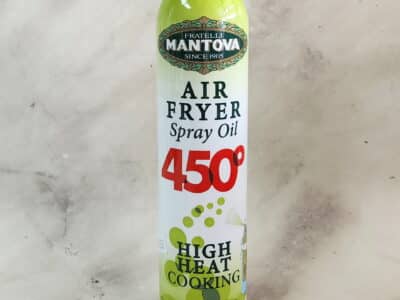 FRATELLI
MANTOVA
SINCE 1905
AIR
FRYER
Spray Oil
450°
HIGH
HEAT
COOKING